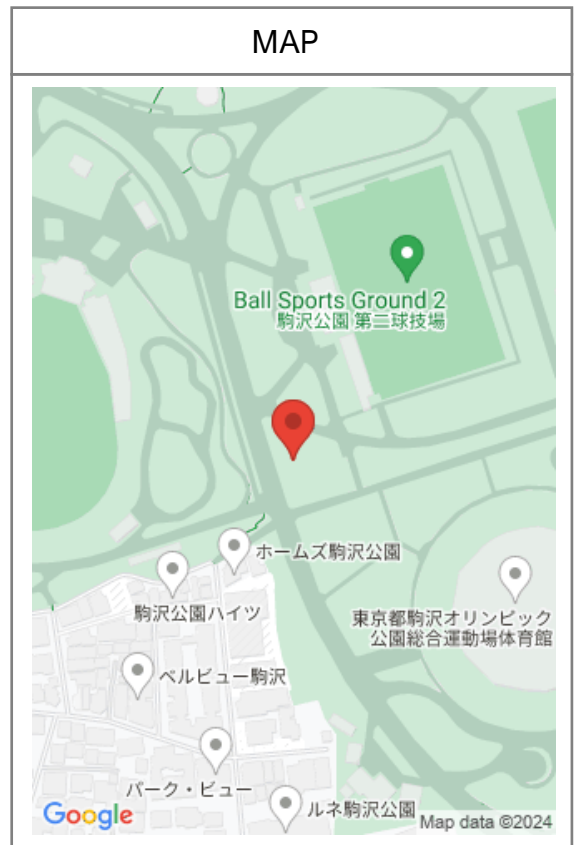 MAP
Ball Sports Ground 2
駒沢公園 第二球技場
ホームズ駒沢公園
駒沢公園ハイツ
東京都駒沢オリンピック
公園総合運動場体育館
ベルビュー駒沢
パーク・ビュー
ルネ駒沢公園
Google
Map data ©2024